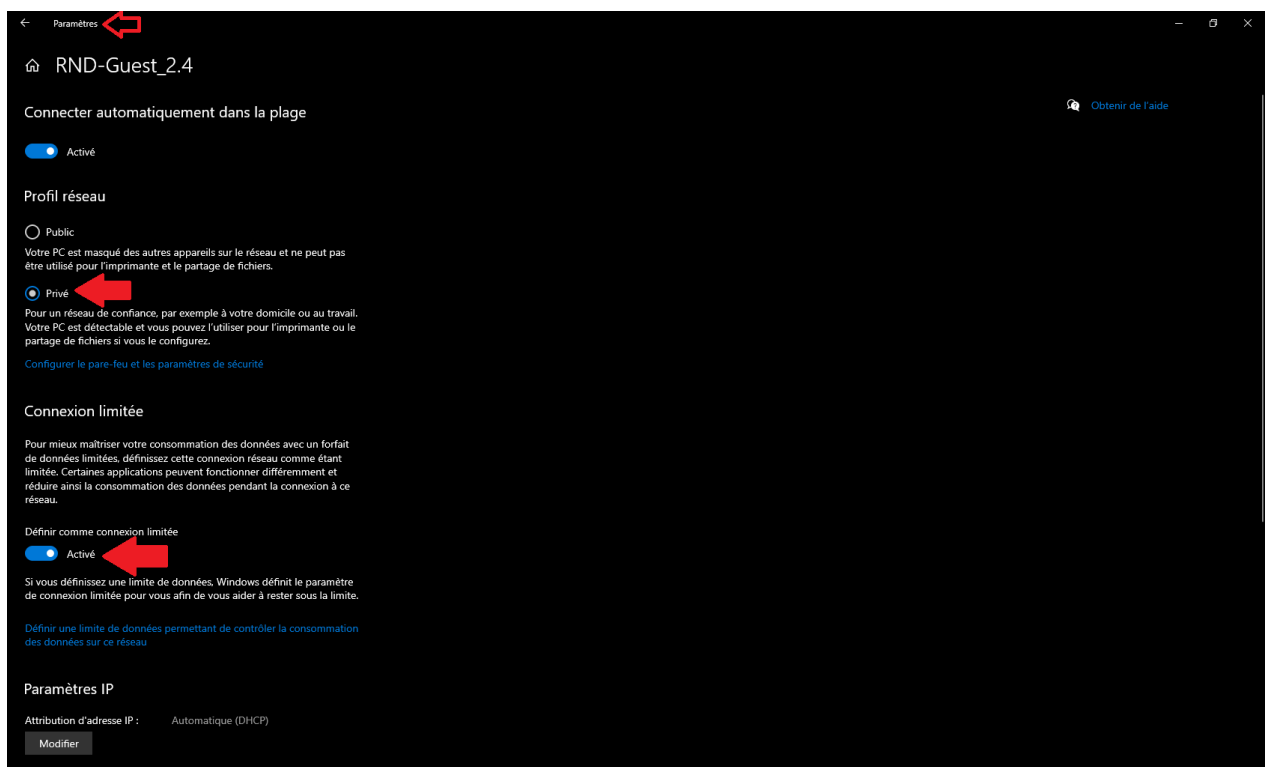 Paramètres
RND-Guest_2.4
Connecter automatiquement dans la plage
Obtenir de l'aide
Activé
Profil réseau
Public
Votre PC est masqué des autres appareils sur le réseau et ne peut pas
être utilisé pour l'imprimante et le partage de fichiers.
Privé
Pour un réseau de confiance, par exemple à votre domicile ou au travail.
Votre PC est détectable et vous pouvez l'utiliser pour l'imprimante ou le
partage de fichiers si vous le configurez.
Configurer le pare-feu et les paramètres de sécurité
Connexion limitée
Pour mieux maîtriser votre consommation des données avec un forfait
de données limitées, définissez cette connexion réseau comme étant
limitée. Certaines applications peuvent fonctionner différemment et
réduire ainsi la consommation des données pendant la connexion à ce
réseau.
Définir comme connexion limitée
Activé
Si vous définissez une limite de données, Windows définit le paramètre
de connexion limitée pour vous afin de vous aider à rester sous la limite.
Définir une limite de données permettant de contrôler la consommation
des données sur ce réseau
Paramètres IP
Attribution d'adresse IP : Automatique (DHCP)
Modifier